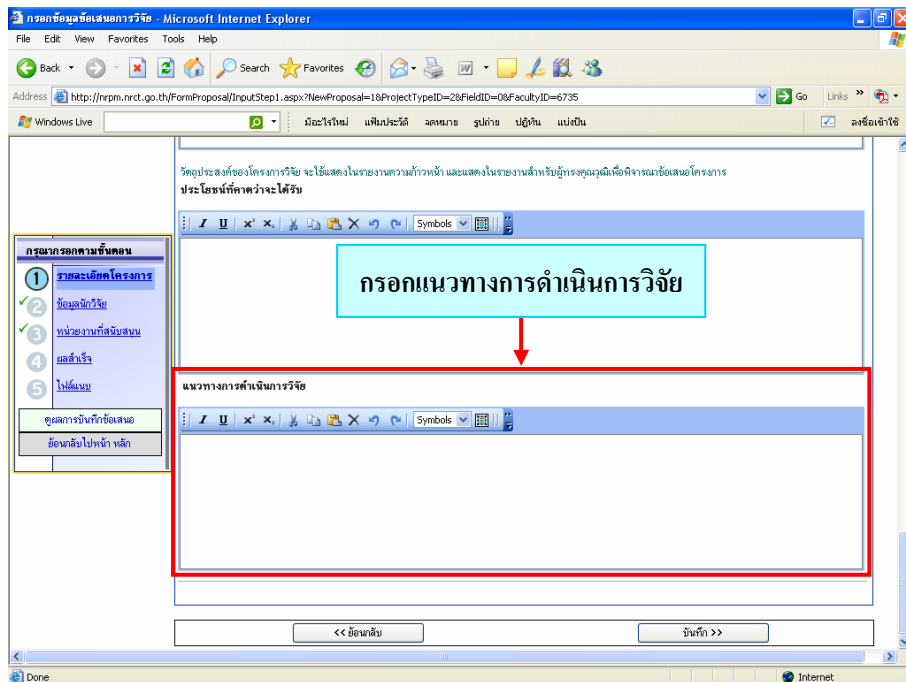 กรอกข้อมูลข้อเสนอการวิจัย - Microsoft Internet Explorer
File Edit View Favorites Tools Help
Back Search Favorites
Address http://nrpm.nrct.go.th/FormProposal/InputStep1.aspx?NewProposal=1&ProjectTypeID=2&FieldID=0&FacultyID=6735 Go Links »
Windows Live มีอะไรใหม่ แฟ้มประวัติ จดหมาย รูปถ่าย ปฏิทิน แบ่งปัน ลงชื่อเข้าใช้
วัตถุประสงค์ของโครงการวิจัย จะใช้แสดงในรายงานความก้าวหน้า และแสดงในรายงานสำหรับผู้ทรงคุณวุฒิเพื่อพิจารณาข้อเสนอโครงการ
ประโยชน์ที่คาดว่าจะได้รับ
I U x² x₂ Symbols
กรุณากรอกตามขั้นตอน
1 รายละเอียดโครงการ
2 ข้อมูลนักวิจัย
3 หน่วยงานที่สนับสนุน
4 ผลสำเร็จ
5 ไฟล์แนบ
ดูผลการบันทึกข้อเสนอ
ย้อนกลับไปหน้า หลัก
กรอกแนวทางการดำเนินการวิจัย
แนวทางการดำเนินการวิจัย
I U x² x₂ Symbols
<< ย้อนกลับ บันทึก >>
Done Internet